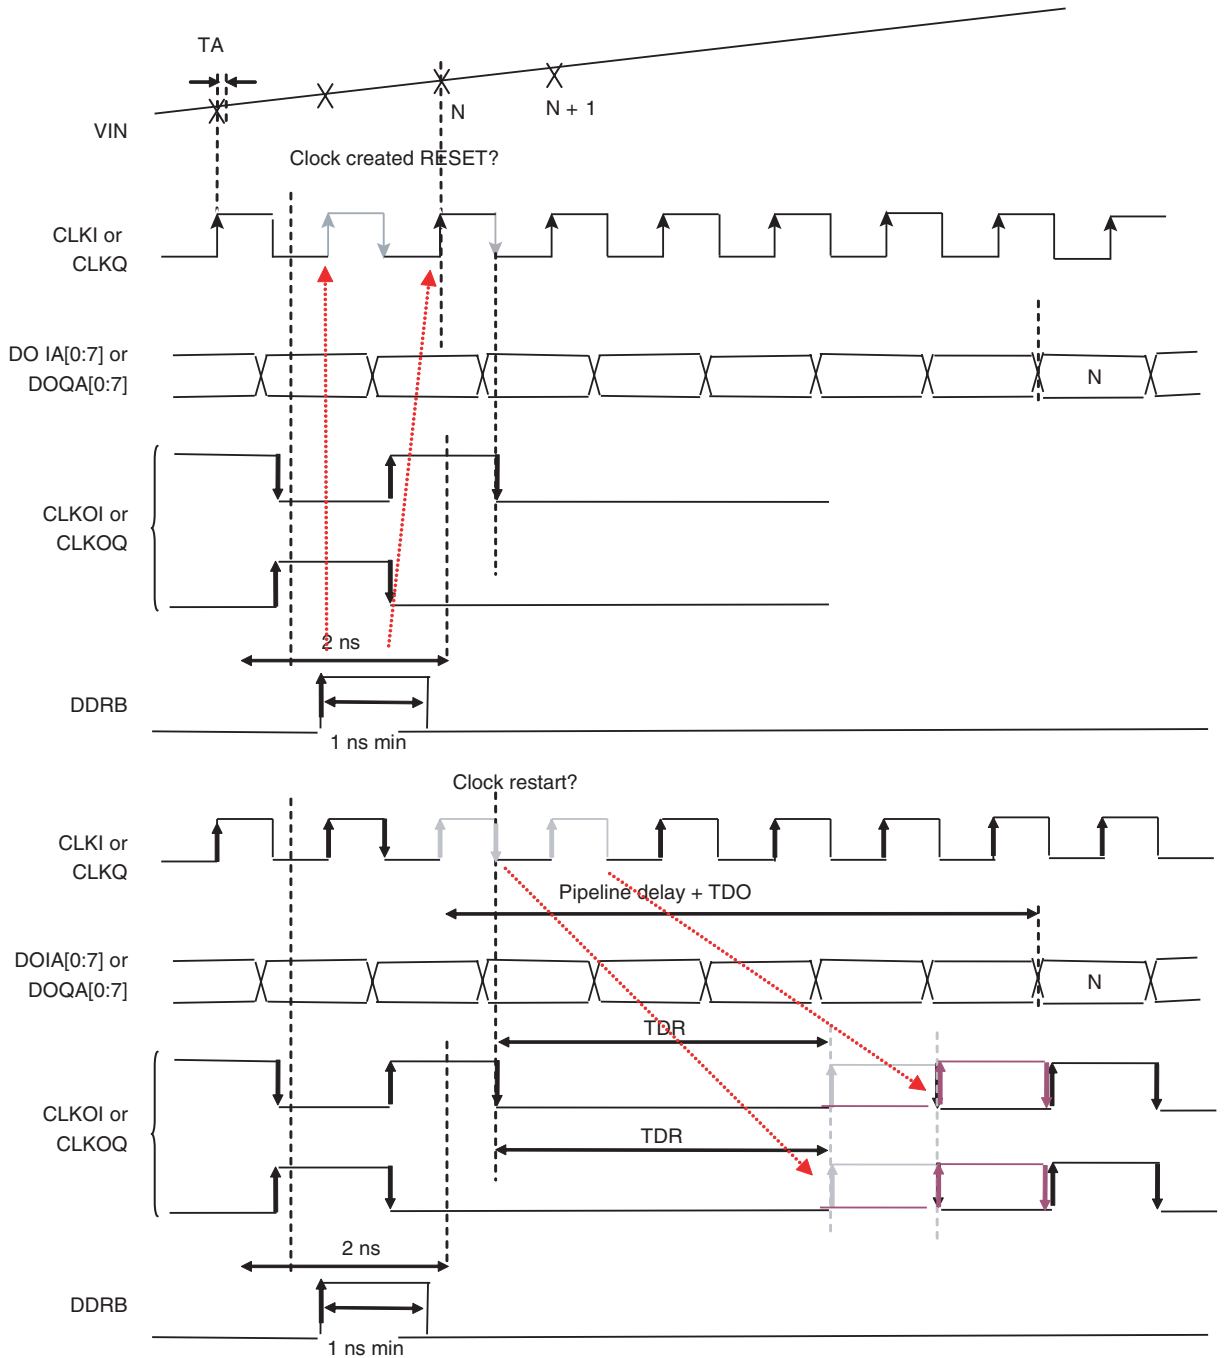 TA
VIN
N
N + 1
Clock created RESET?
CLKI or
CLKQ
DO IA[0:7] or
DOQA[0:7]
N
CLKOI or
CLKOQ
2 ns
DDRB
1 ns min
Clock restart?
CLKI or
CLKQ
Pipeline delay + TDO
DOIA[0:7] or
DOQA[0:7]
N
TDR
CLKOI or
CLKOQ
TDR
2 ns
DDRB
1 ns min